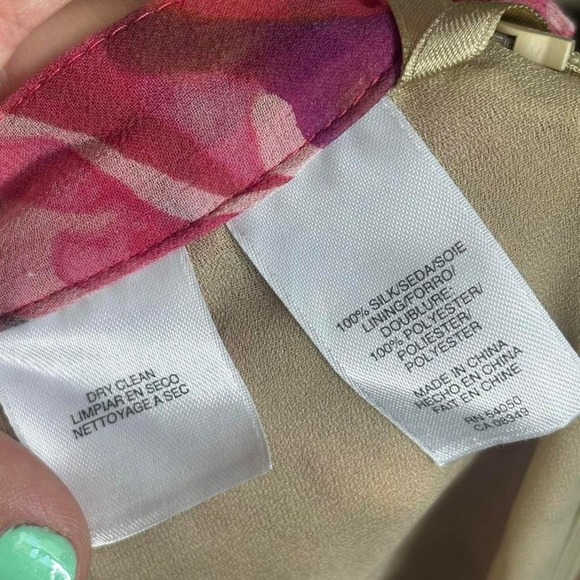 DRY CLEAN
LIMPIAR EN SECO
NETTOYAGE A SEC
100% SILK/SEDA/SOIE
LINING/FORRO/
DOUBLURE:
100% POLYESTER/
POLIESTER/
POLYESTER
MADE IN CHINA
HECHO EN CHINA
FAIT EN CHINE
RN 54050
CA 06349